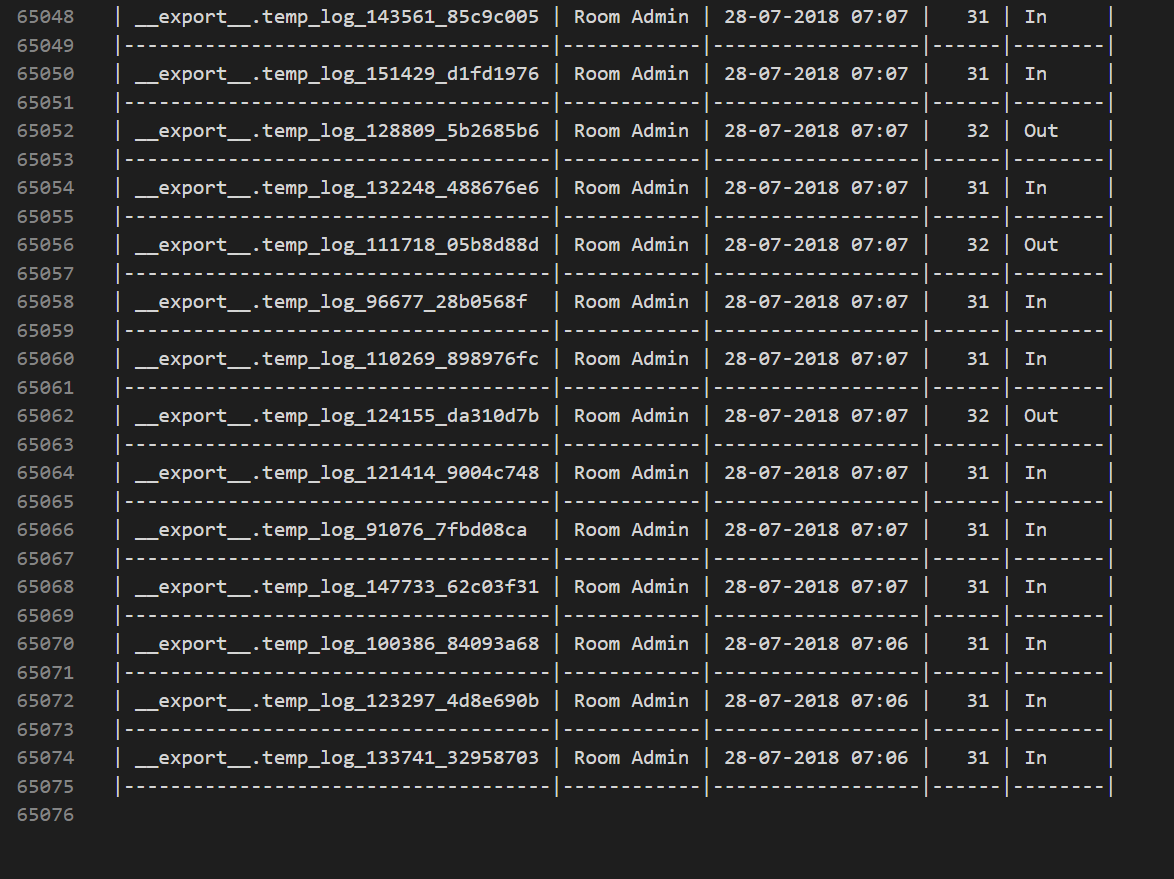 65048 | __export__.temp_log_143561_85c9c005 | Room Admin | 28-07-2018 07:07 | 31 | In |
65049 |-------------------------------------|------------|------------------|------|--------|
65050 | __export__.temp_log_151429_d1fd1976 | Room Admin | 28-07-2018 07:07 | 31 | In |
65051 |-------------------------------------|------------|------------------|------|--------|
65052 | __export__.temp_log_128809_5b2685b6 | Room Admin | 28-07-2018 07:07 | 32 | Out |
65053 |-------------------------------------|------------|------------------|------|--------|
65054 | __export__.temp_log_132248_488676e6 | Room Admin | 28-07-2018 07:07 | 31 | In |
65055 |-------------------------------------|------------|------------------|------|--------|
65056 | __export__.temp_log_111718_05b8d88d | Room Admin | 28-07-2018 07:07 | 32 | Out |
65057 |-------------------------------------|------------|------------------|------|--------|
65058 | __export__.temp_log_96677_28b0568f | Room Admin | 28-07-2018 07:07 | 31 | In |
65059 |-------------------------------------|------------|------------------|------|--------|
65060 | __export__.temp_log_110269_898976fc | Room Admin | 28-07-2018 07:07 | 31 | In |
65061 |-------------------------------------|------------|------------------|------|--------|
65062 | __export__.temp_log_124155_da310d7b | Room Admin | 28-07-2018 07:07 | 32 | Out |
65063 |-------------------------------------|------------|------------------|------|--------|
65064 | __export__.temp_log_121414_9004c748 | Room Admin | 28-07-2018 07:07 | 31 | In |
65065 |-------------------------------------|------------|------------------|------|--------|
65066 | __export__.temp_log_91076_7fbd08ca | Room Admin | 28-07-2018 07:07 | 31 | In |
65067 |-------------------------------------|------------|------------------|------|--------|
65068 | __export__.temp_log_147733_62c03f31 | Room Admin | 28-07-2018 07:07 | 31 | In |
65069 |-------------------------------------|------------|------------------|------|--------|
65070 | __export__.temp_log_100386_84093a68 | Room Admin | 28-07-2018 07:06 | 31 | In |
65071 |-------------------------------------|------------|------------------|------|--------|
65072 | __export__.temp_log_123297_4d8e690b | Room Admin | 28-07-2018 07:06 | 31 | In |
65073 |-------------------------------------|------------|------------------|------|--------|
65074 | __export__.temp_log_133741_32958703 | Room Admin | 28-07-2018 07:06 | 31 | In |
65075 |-------------------------------------|------------|------------------|------|--------|
65076